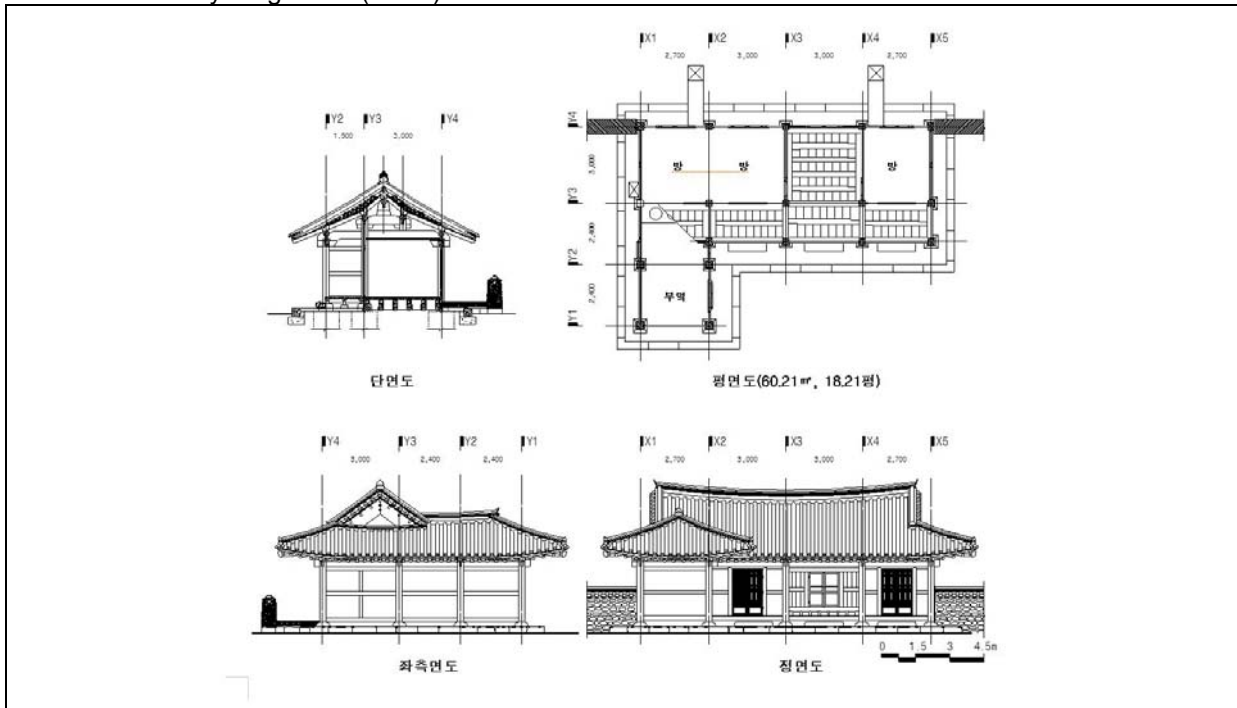 Y2 Y3 Y4
1,500 3,000
단면도
X1 X2 X3 X4 X5
2,700 3,000 3,000 2,700
Y4
3,000
Y3
2,400
Y2
2,400
Y1
방 방 방
부엌
평면도(60.21㎡, 18.21평)
Y4 Y3 Y2 Y1
3,000 2,400 2,400
좌측면도
X1 X2 X3 X4 X5
2,700 3,000 3,000 2,700
0 1.5 3 4.5m
정면도